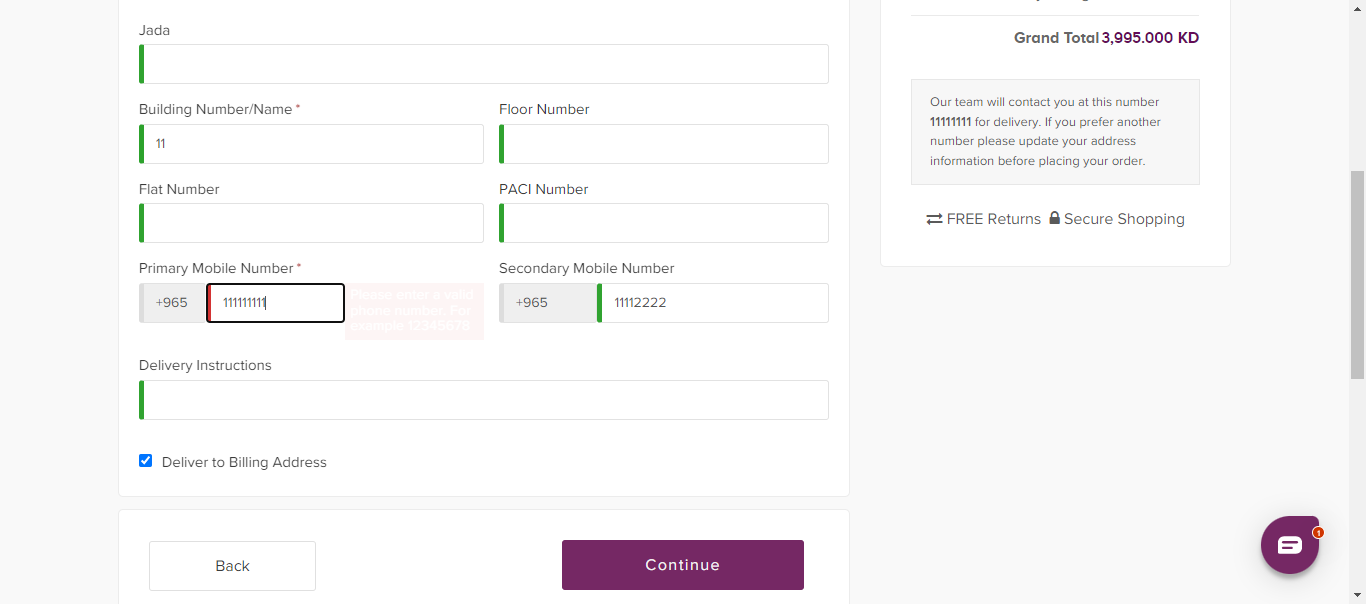 Jada
Building Number/Name *
Floor Number
11
Flat Number
PACI Number
Primary Mobile Number *
Secondary Mobile Number
+965
111111111
Please enter a valid
phone number. For
example 12345678
+965
11112222
Delivery Instructions
Deliver to Billing Address
Back
Continue
Grand Total 3,995.000 KD
Our team will contact you at this number
11111111 for delivery. If you prefer another
number please update your address
information before placing your order.
FREE Returns
Secure Shopping
1